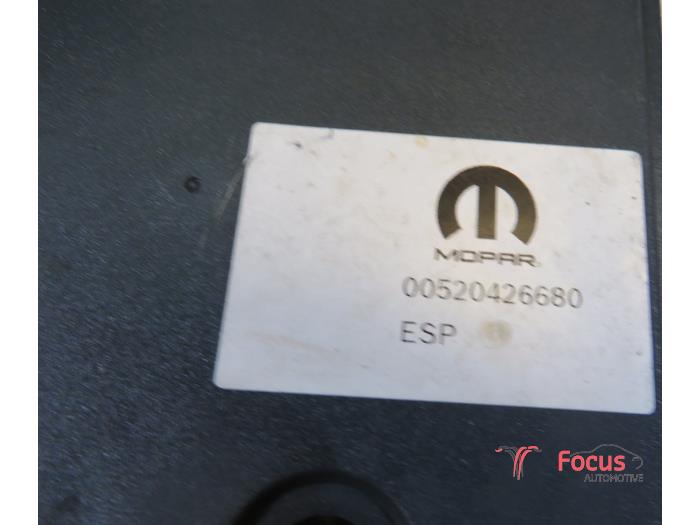 MOPAR
00520426680
ESP
Focus
AUTOMOTIVE